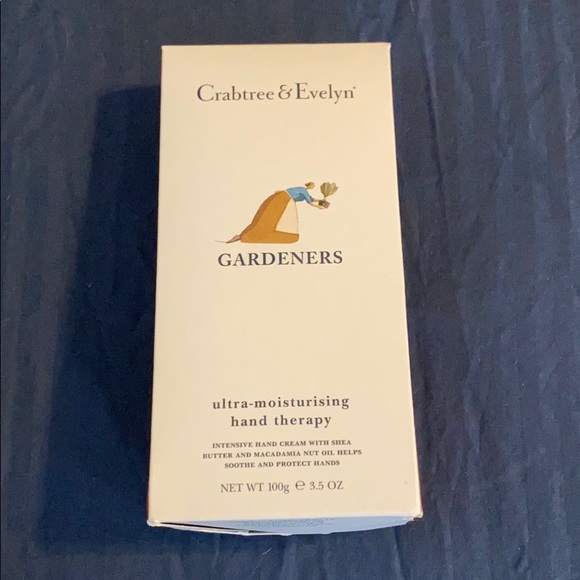 Crabtree & Evelyn®
GARDENERS
ultra-moisturising
hand therapy
INTENSIVE HAND CREAM WITH SHEA
BUTTER AND MACADAMIA NUT OIL HELPS
SOOTHE AND PROTECT HANDS
NET WT 100g ℮ 3.5 OZ